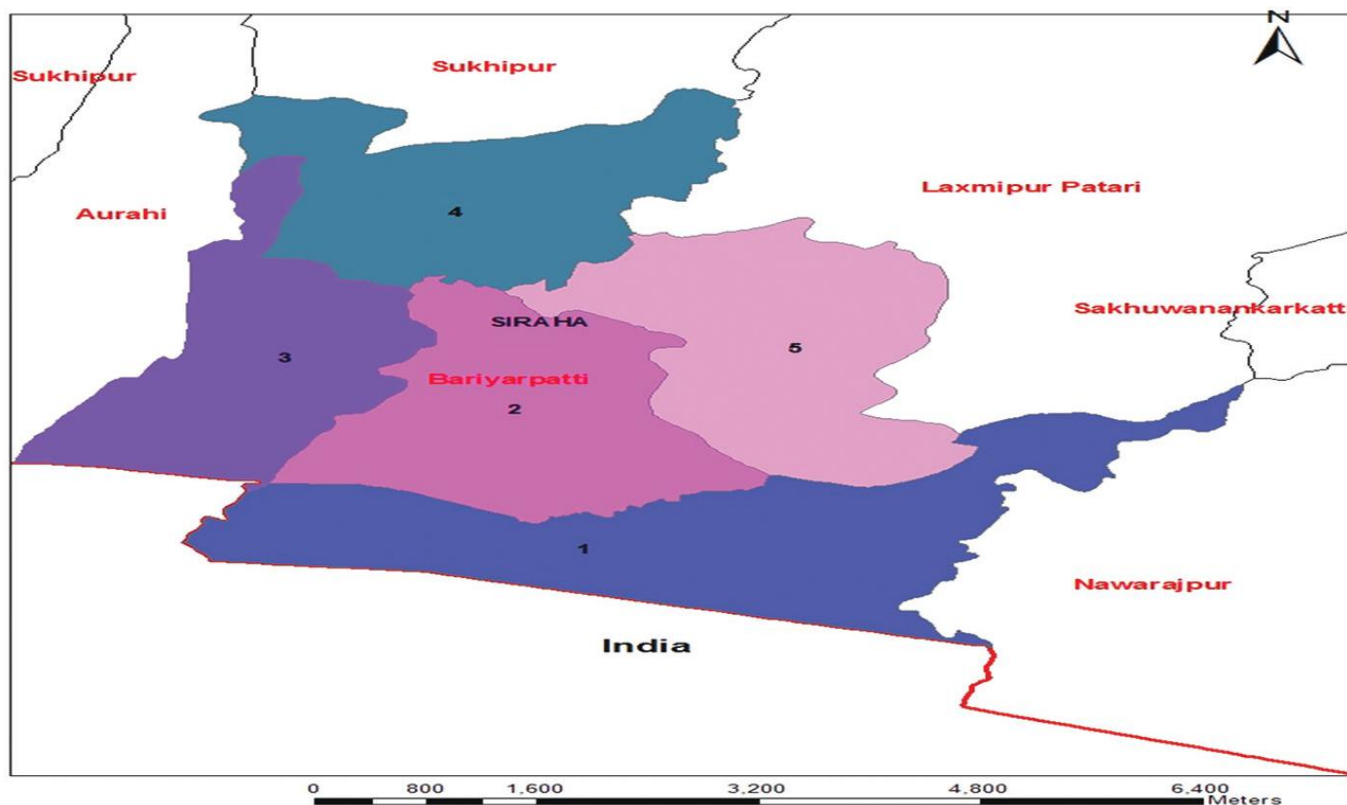 N
Sukhipur
Sukhipur
Laxmipur Patari
Aurahi
4
Sakhuwanankarkatt
SIRAHA
5
3
Bariyarpatti
2
1
Nawarajpur
India
0 800 1,600 3,200 4,800 6,400
Meters